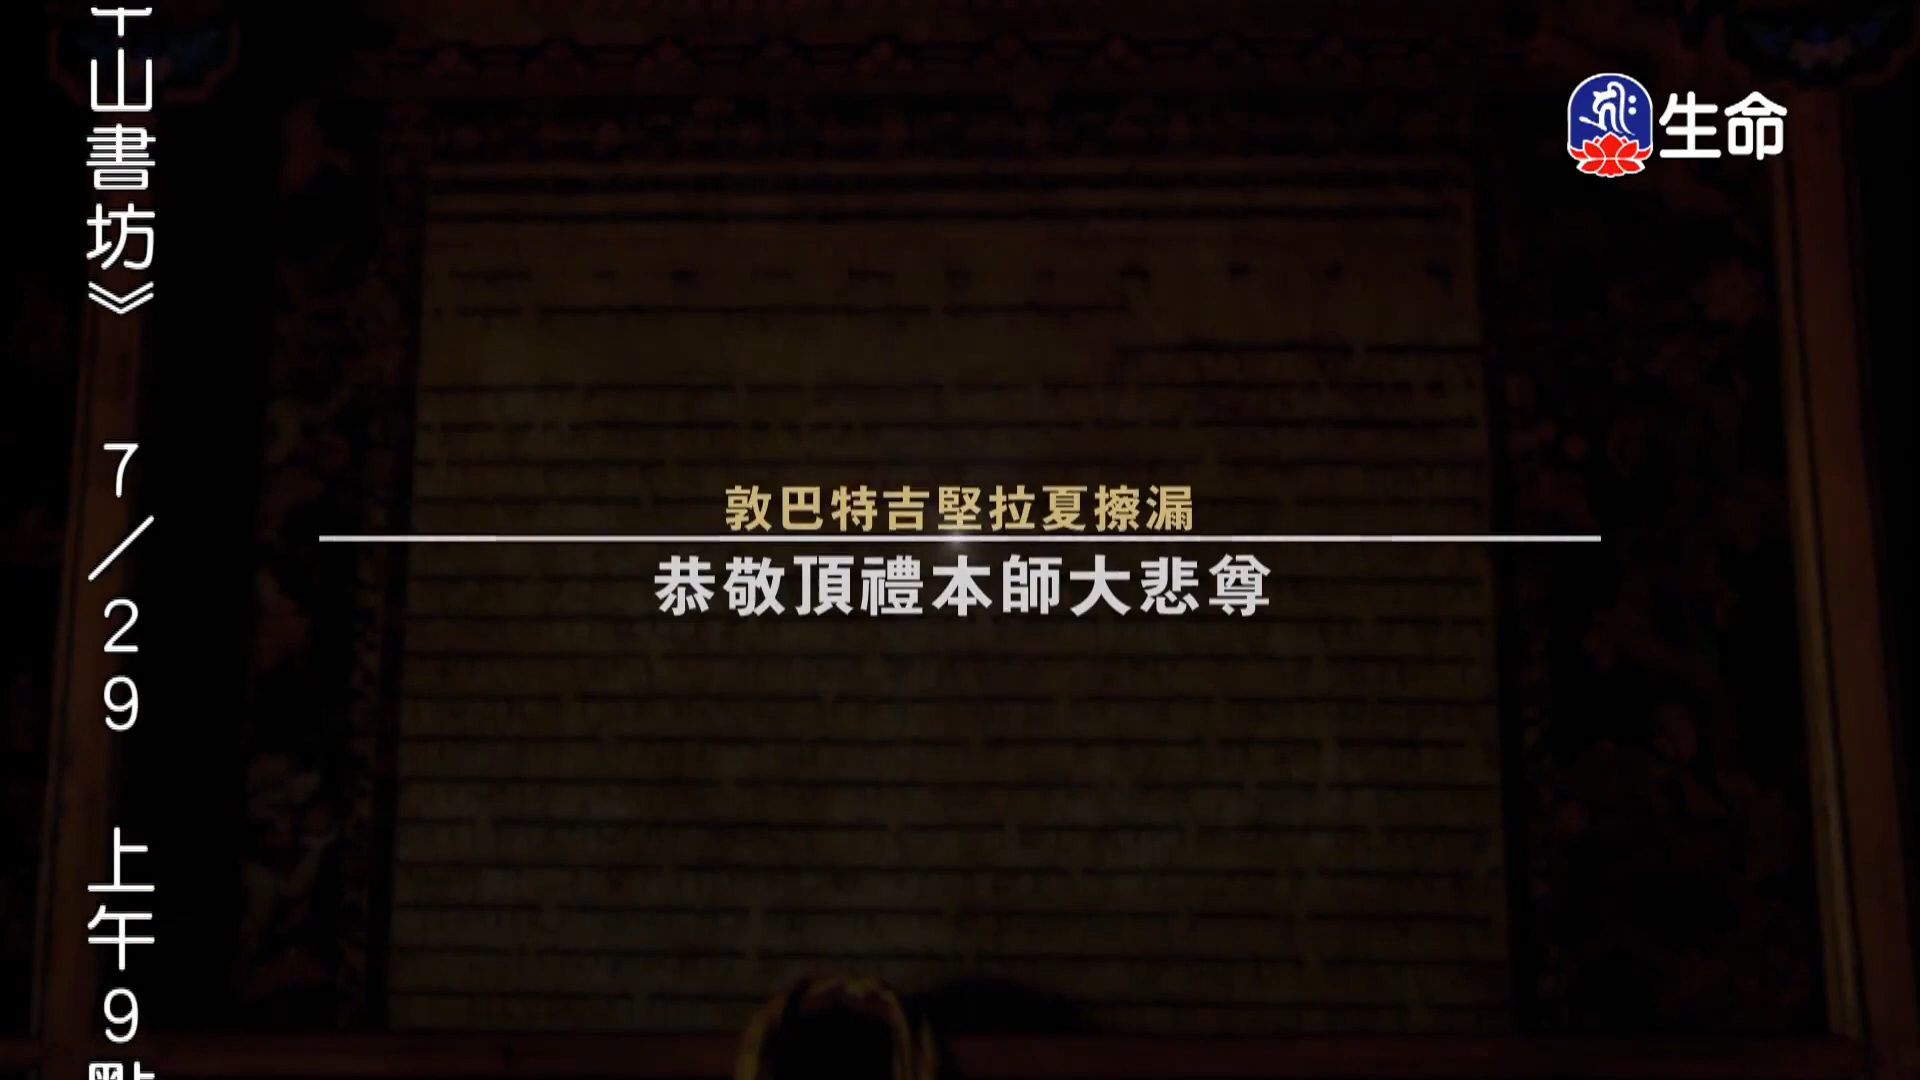 山書坊》 7／29 上午9點
生命
敦巴特吉堅拉夏擦漏
恭敬頂禮本師大悲尊